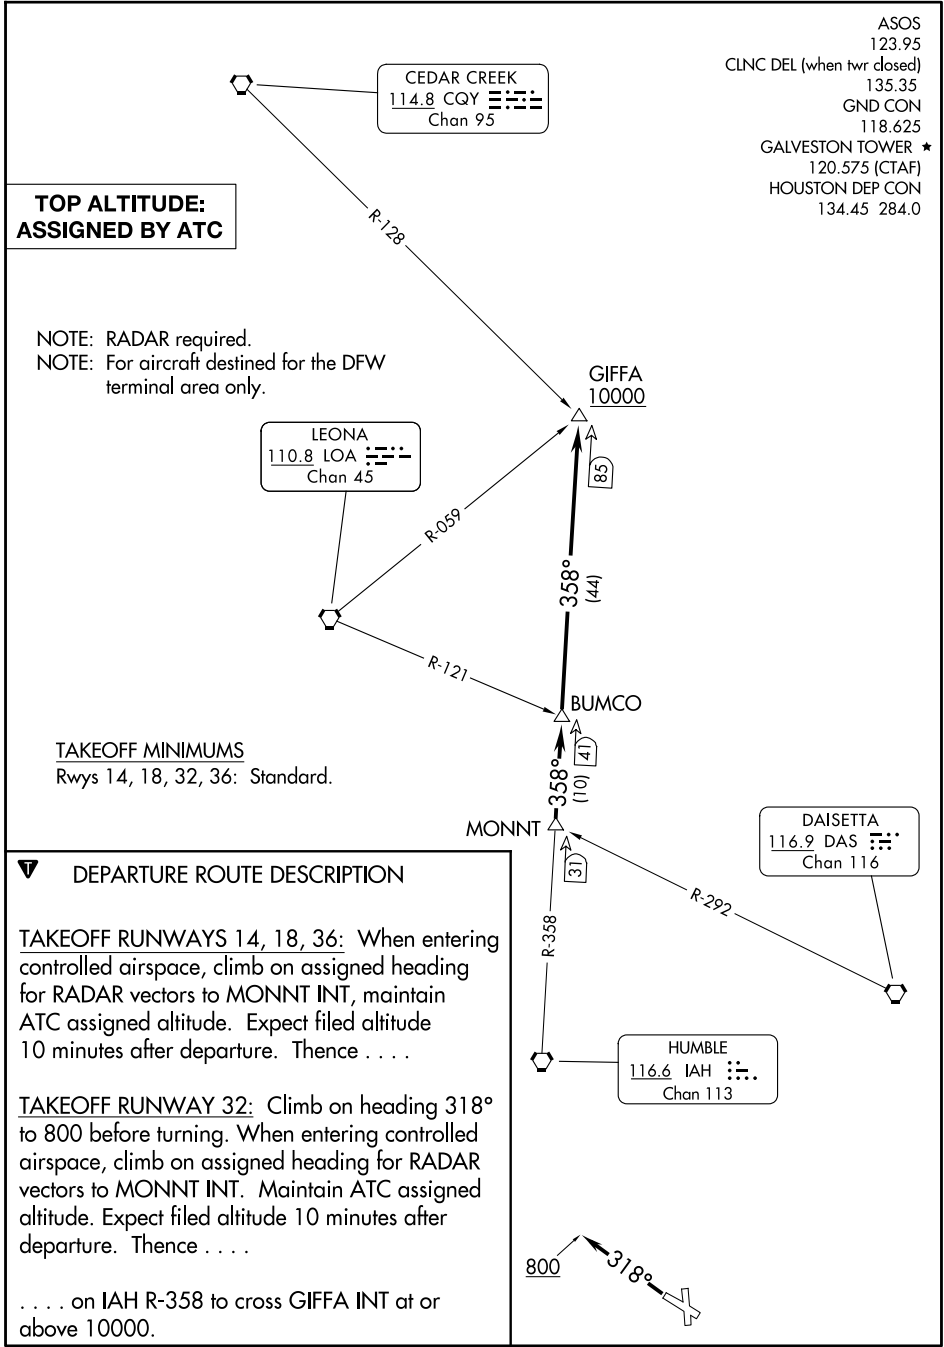 ASOS
123.95
CLNC DEL (when twr closed)
135.35
GND CON
118.625
GALVESTON TOWER ★
120.575 (CTAF)
HOUSTON DEP CON
134.45 284.0
CEDAR CREEK
114.8 CQY
Chan 95
TOP ALTITUDE:
ASSIGNED BY ATC
R-128
NOTE: RADAR required.
NOTE: For aircraft destined for the DFW
terminal area only.
GIFFA
10000
LEONA
110.8 LOA
Chan 45
85
R-059
358°
(44)
R-121
BUMCO
41
TAKEOFF MINIMUMS
Rwys 14, 18, 32, 36: Standard.
358°
(10)
MONNT
31
DAISETTA
116.9 DAS
Chan 116
R-292
R-358
HUMBLE
116.6 IAH
Chan 113
T
DEPARTURE ROUTE DESCRIPTION
TAKEOFF RUNWAYS 14, 18, 36: When entering
controlled airspace, climb on assigned heading
for RADAR vectors to MONNT INT, maintain
ATC assigned altitude. Expect filed altitude
10 minutes after departure. Thence . . . .
TAKEOFF RUNWAY 32: Climb on heading 318°
to 800 before turning. When entering controlled
airspace, climb on assigned heading for RADAR
vectors to MONNT INT. Maintain ATC assigned
altitude. Expect filed altitude 10 minutes after
departure. Thence . . . .
. . . . on IAH R-358 to cross GIFFA INT at or
above 10000.
800
318°